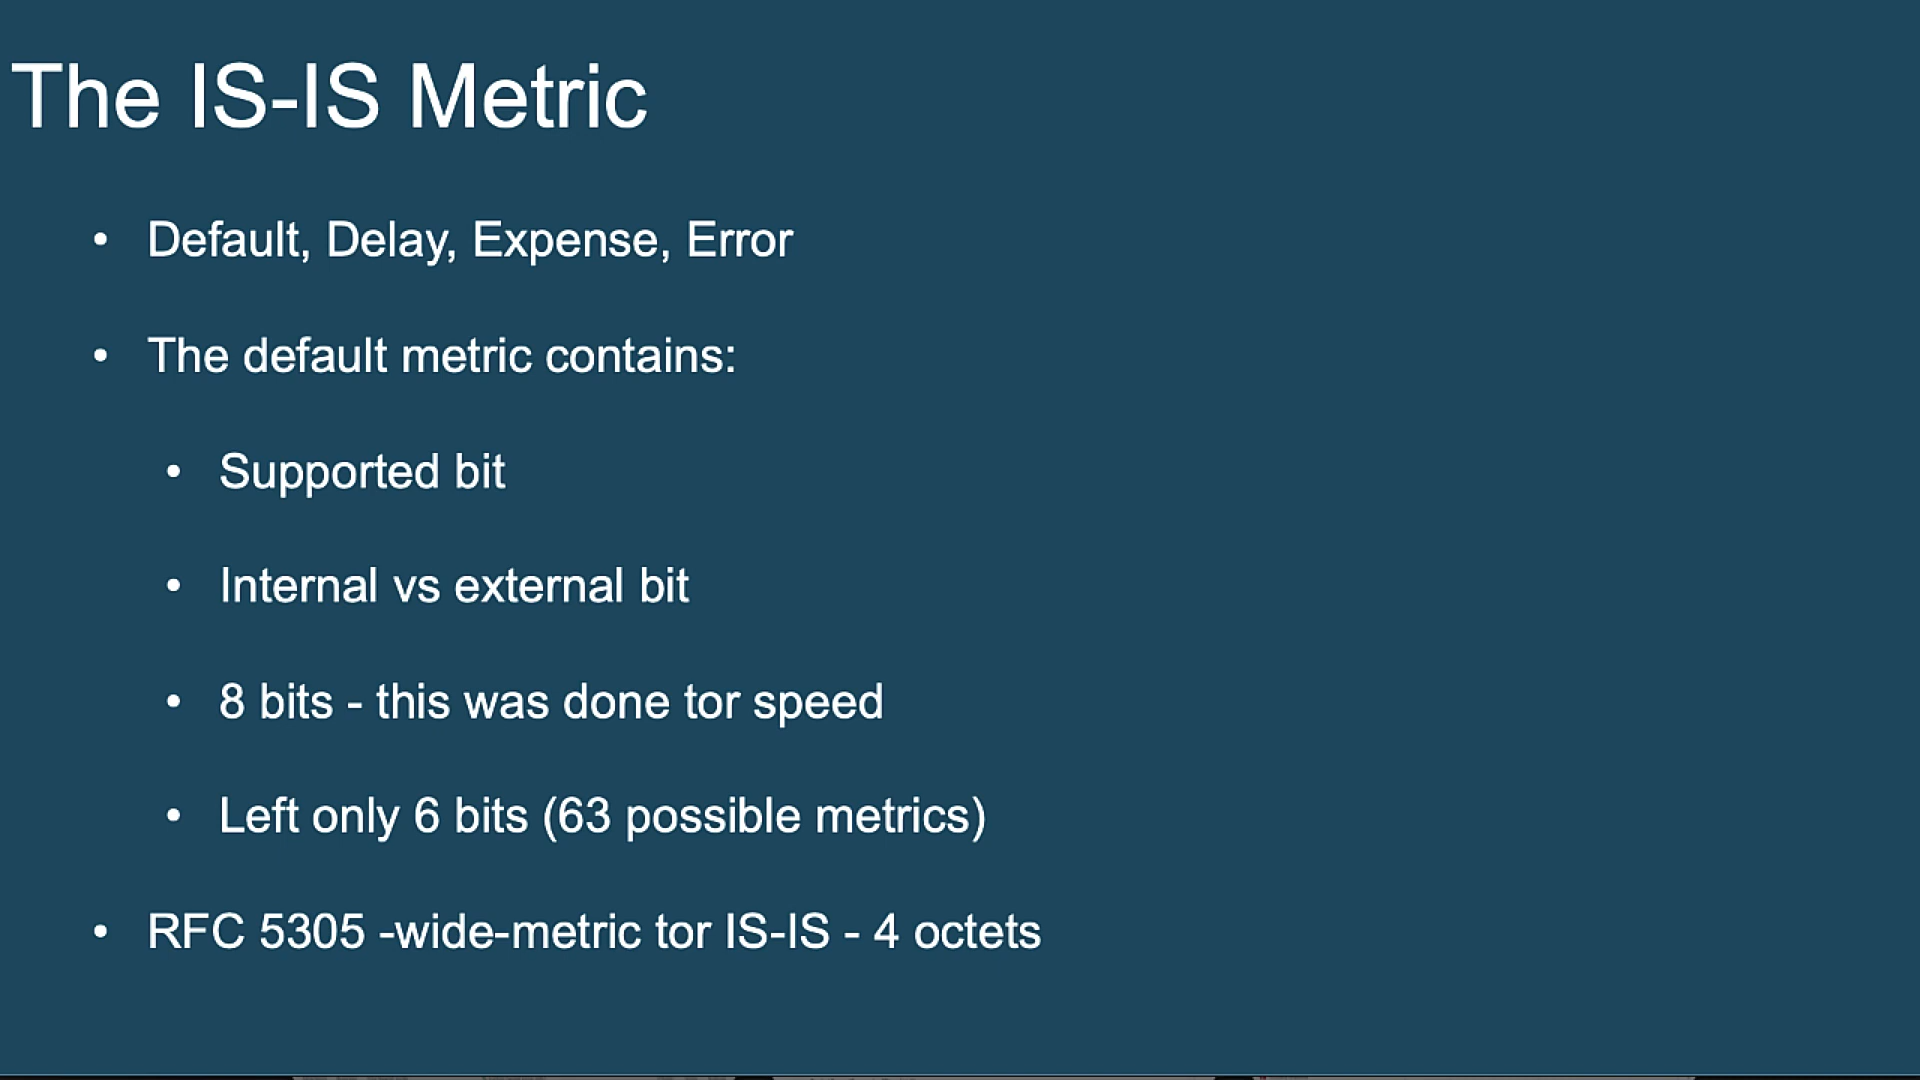 The IS-IS Metric
• Default, Delay, Expense, Error
• The default metric contains:
• Supported bit
• Internal vs external bit
• 8 bits - this was done tor speed
• Left only 6 bits (63 possible metrics)
• RFC 5305 -wide-metric tor IS-IS - 4 octets